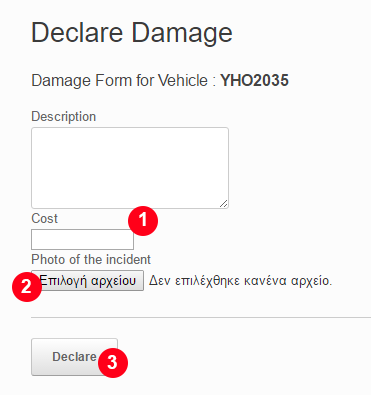 Declare Damage
Damage Form for Vehicle : YHO2035
Description
Cost
1
Photo of the incident
2 Επιλογή αρχείου Δεν επιλέχθηκε κανένα αρχείο.
Declare
3